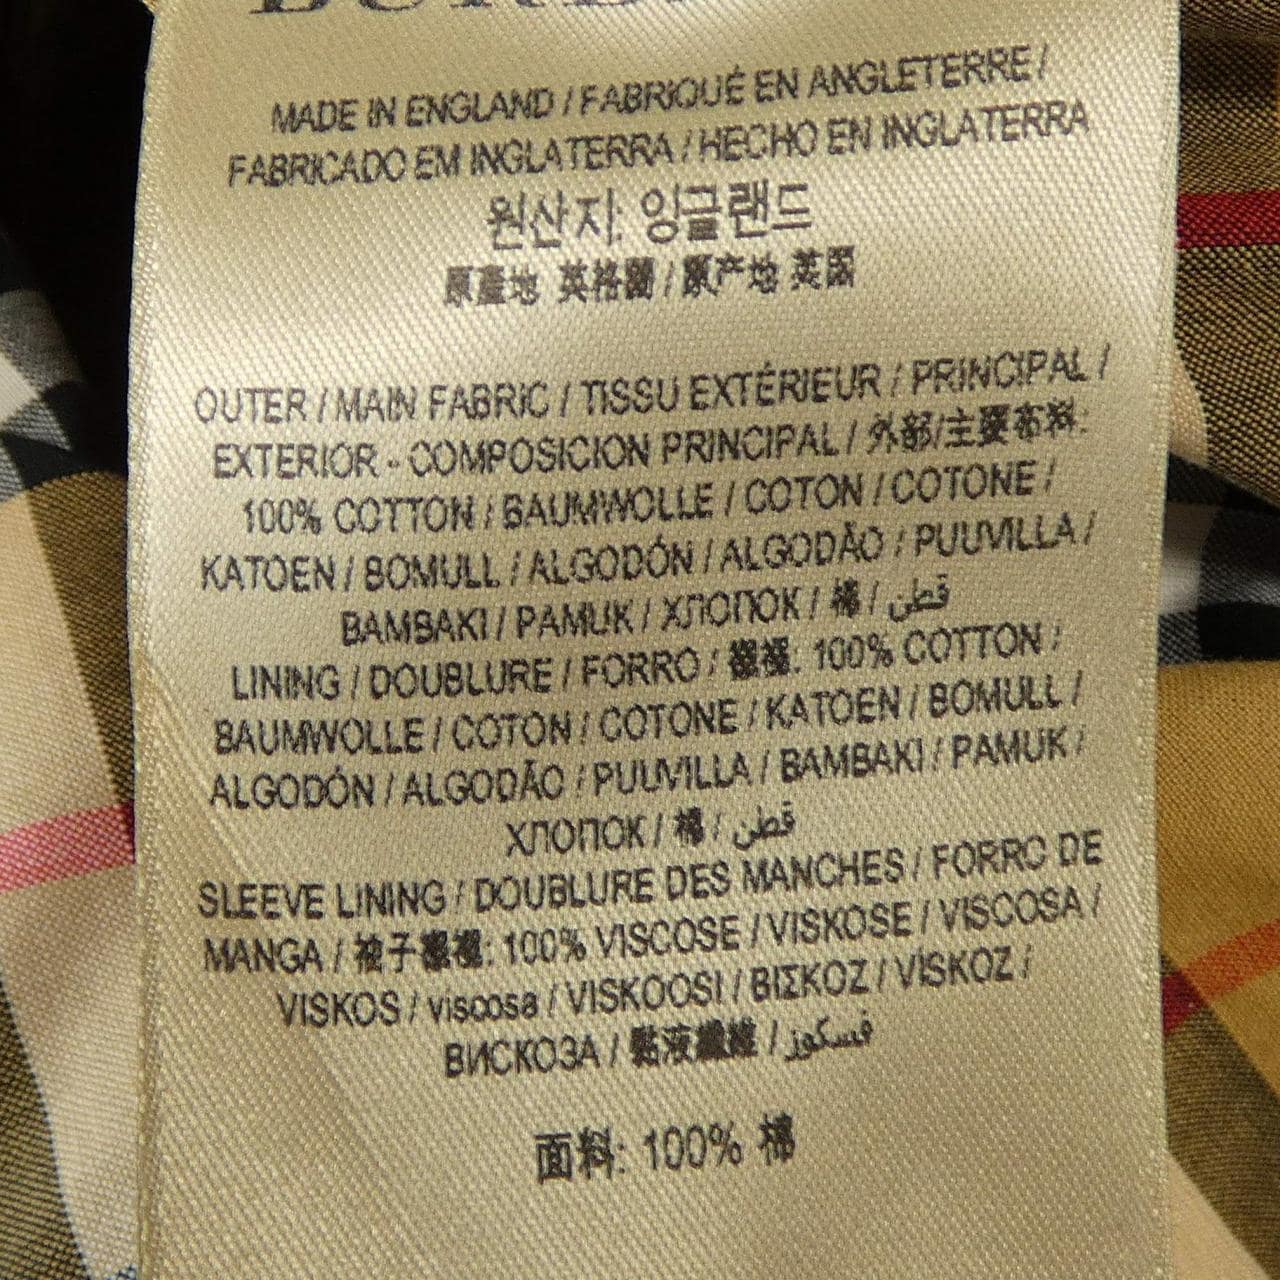 MADE IN ENGLAND / FABRIQUÉ EN ANGLETERRE /
FABRICADO EM INGLATERRA / HECHO EN INGLATERRA
원산지: 잉글랜드
原產地 英格蘭 / 原产地 英国
OUTER / MAIN FABRIC / TISSU EXTÉRIEUR / PRINCIPAL /
EXTERIOR - COMPOSICION PRINCIPAL / 外部/主要布料:
100% COTTON / BAUMWOLLE / COTON / COTONE /
KATOEN / BOMULL / ALGODÓN / ALGODÃO / PUUVILLA /
BAMBAKI / PAMUK / ХЛОПОК / 棉 / قطن
LINING / DOUBLURE / FORRO / 襯裡: 100% COTTON /
BAUMWOLLE / COTON / COTONE / KATOEN / BOMULL /
ALGODÓN / ALGODÃO / PUUVILLA / BAMBAKI / PAMUK /
ХЛОПОК / 棉 / قطن
SLEEVE LINING / DOUBLURE DES MANCHES / FORRO DE
MANGA / 袖子襯裡: 100% VISCOSE / VISKOSE / VISCOSA /
VISKOS / viscosa / VISKOOSI / ΒΙΣΚΟΖ / VİSKOZ /
ВИСКОЗА / 黏液纖維 / فسكوز
面料: 100% 棉